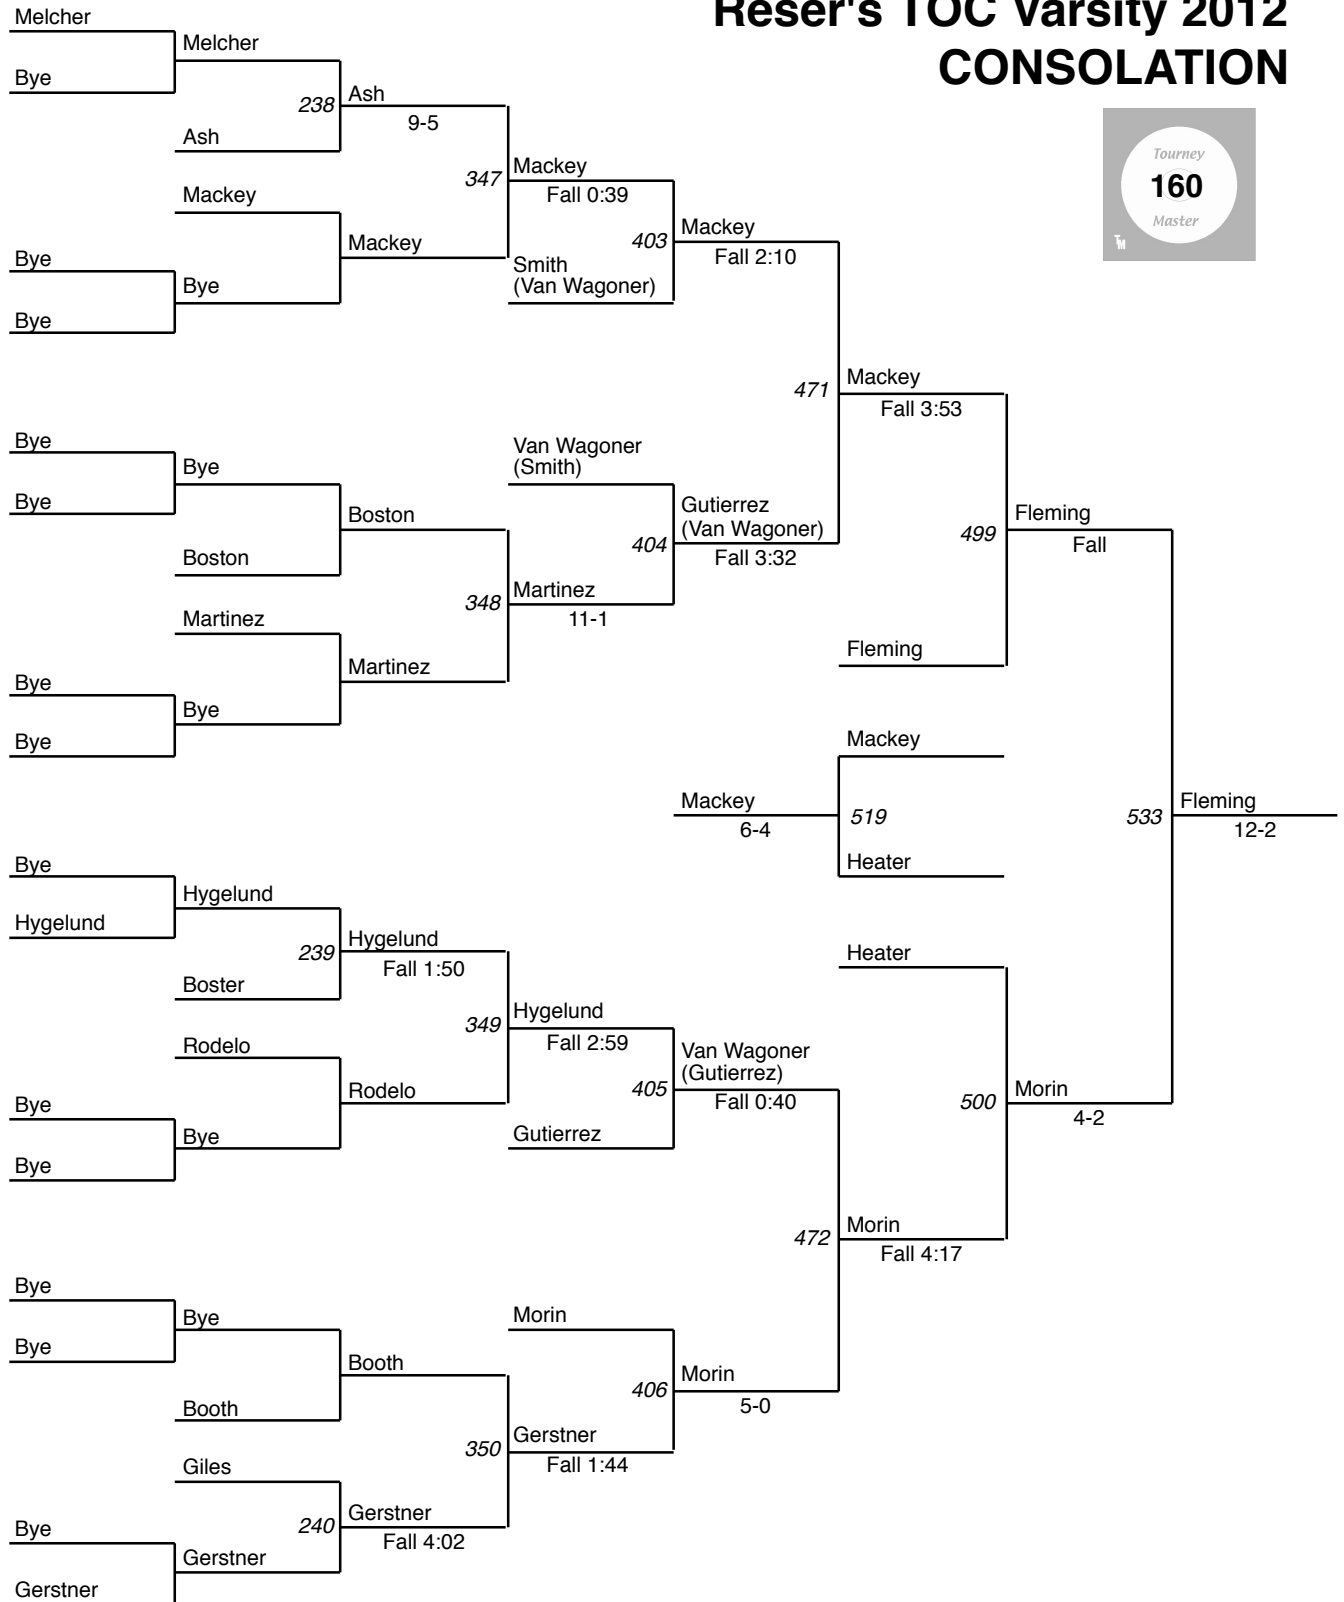 Reser's TOC Varsity 2012
CONSOLATION
Tourney
160
Master
TM
Melcher
Melcher
Bye
238
Ash
9-5
Ash
347
Mackey
Fall 0:39
Mackey
Mackey
403
Mackey
Fall 2:10
Bye
Bye
Bye
Smith
(Van Wagoner)
471
Mackey
Fall 3:53
Bye
Bye
Bye
Van Wagoner
(Smith)
Boston
Boston
404
Gutierrez
(Van Wagoner)
Fall 3:32
499
Fleming
Fall
348
Martinez
11-1
Martinez
Martinez
Fleming
Bye
Bye
Bye
Mackey
Mackey
6-4
519
533
Fleming
12-2
Heater
Bye
Hygelund
Hygelund
239
Hygelund
Fall 1:50
Heater
Boster
349
Hygelund
Fall 2:59
Rodelo
Rodelo
405
Van Wagoner
(Gutierrez)
Fall 0:40
500
Morin
4-2
Bye
Bye
Bye
Gutierrez
472
Morin
Fall 4:17
Bye
Bye
Bye
Morin
Booth
Booth
406
Morin
5-0
350
Gerstner
Fall 1:44
Giles
240
Gerstner
Fall 4:02
Bye
Gerstner
Gerstner